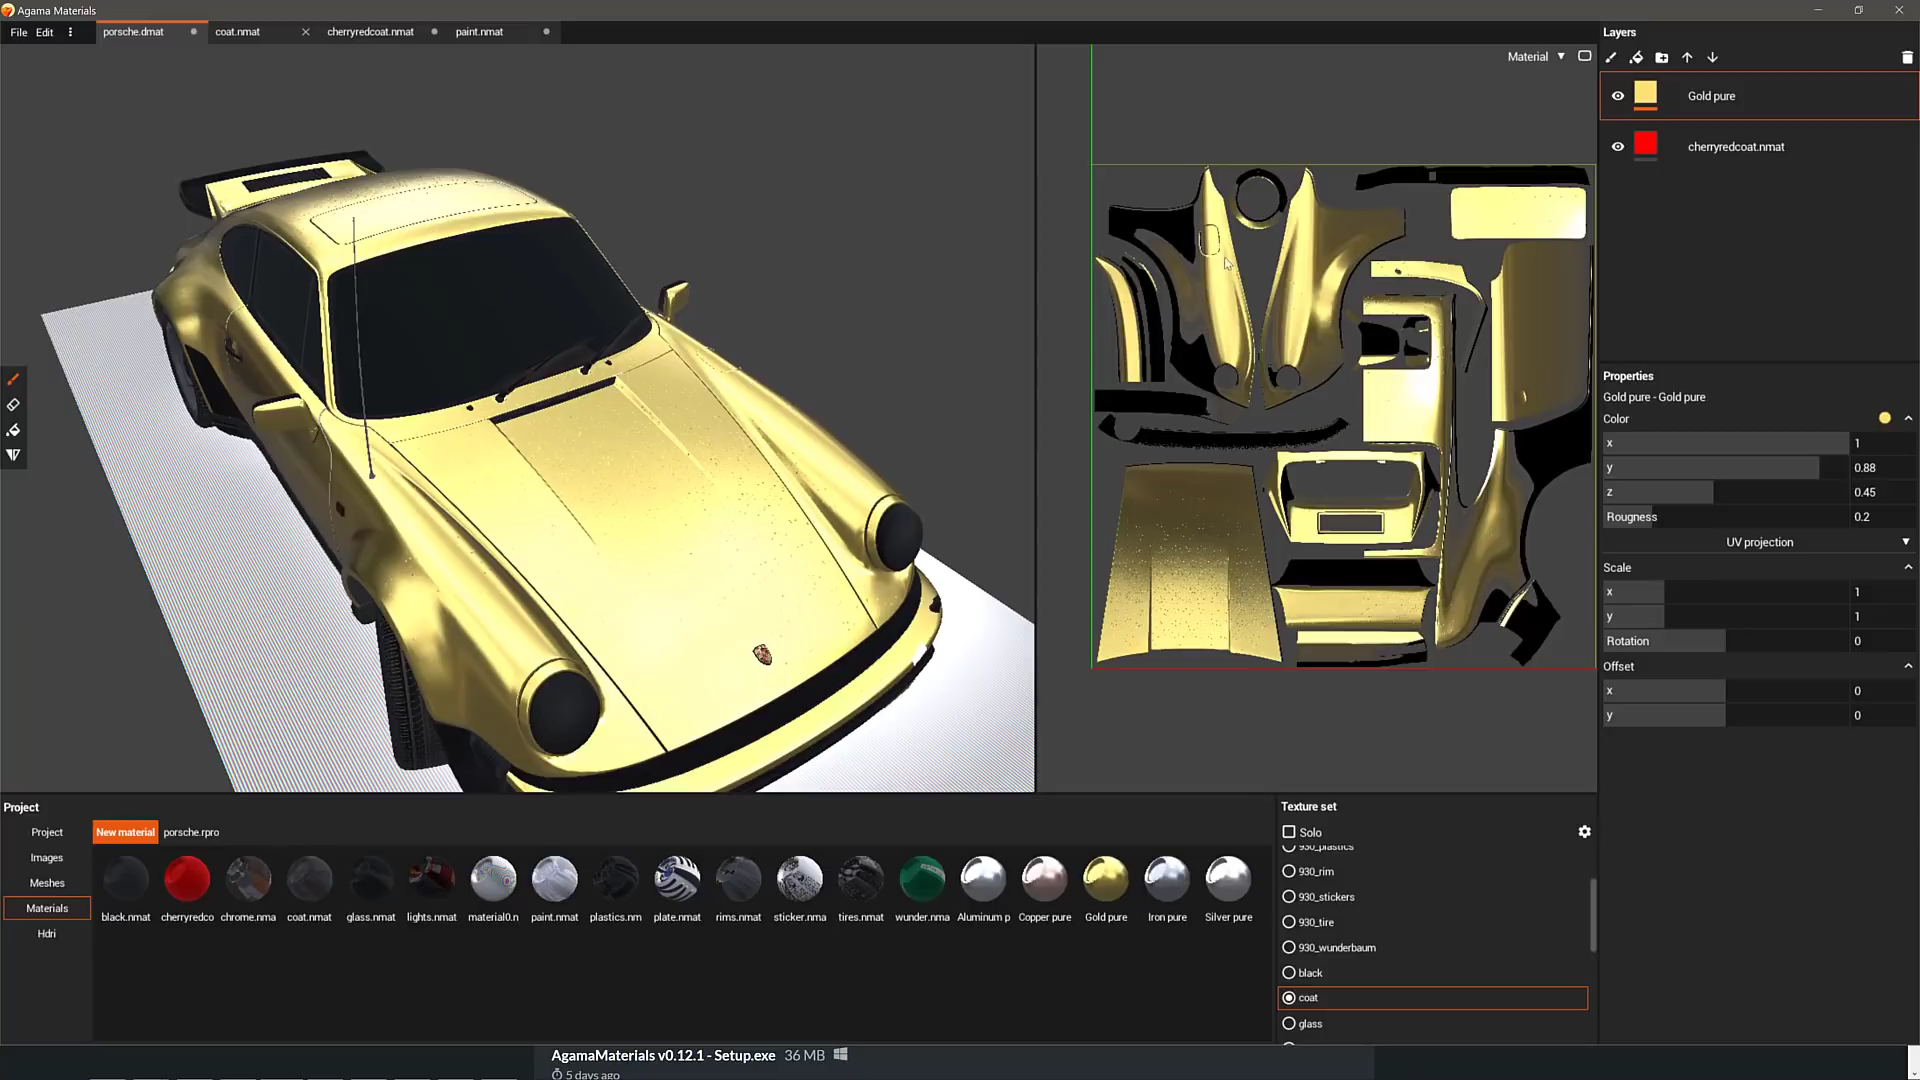 Agama Materials
File Edit
porsche.dmat
coat.nmat
cherryredcoat.nmat
paint.nmat
Material
Layers
Gold pure
cherryredcoat.nmat
Properties
Gold pure - Gold pure
Color
x 1
y 0.88
z 0.45
Rougness 0.2
UV projection
Scale
x 1
y 1
Rotation 0
Offset
x 0
y 0
Project
Project
Images
Meshes
Materials
Hdri
New material porsche.rpro
black.nmat cherryredco chrome.nma coat.nmat glass.nmat lights.nmat material0.n paint.nmat plastics.nm plate.nmat rims.nmat sticker.nma tires.nmat wunder.nma Aluminum p Copper pure Gold pure Iron pure Silver pure
Texture set
Solo
930_plastics
930_rim
930_stickers
930_tire
930_wunderbaum
black
coat
glass
AgamaMaterials v0.12.1 - Setup.exe 36 MB
5 days ago